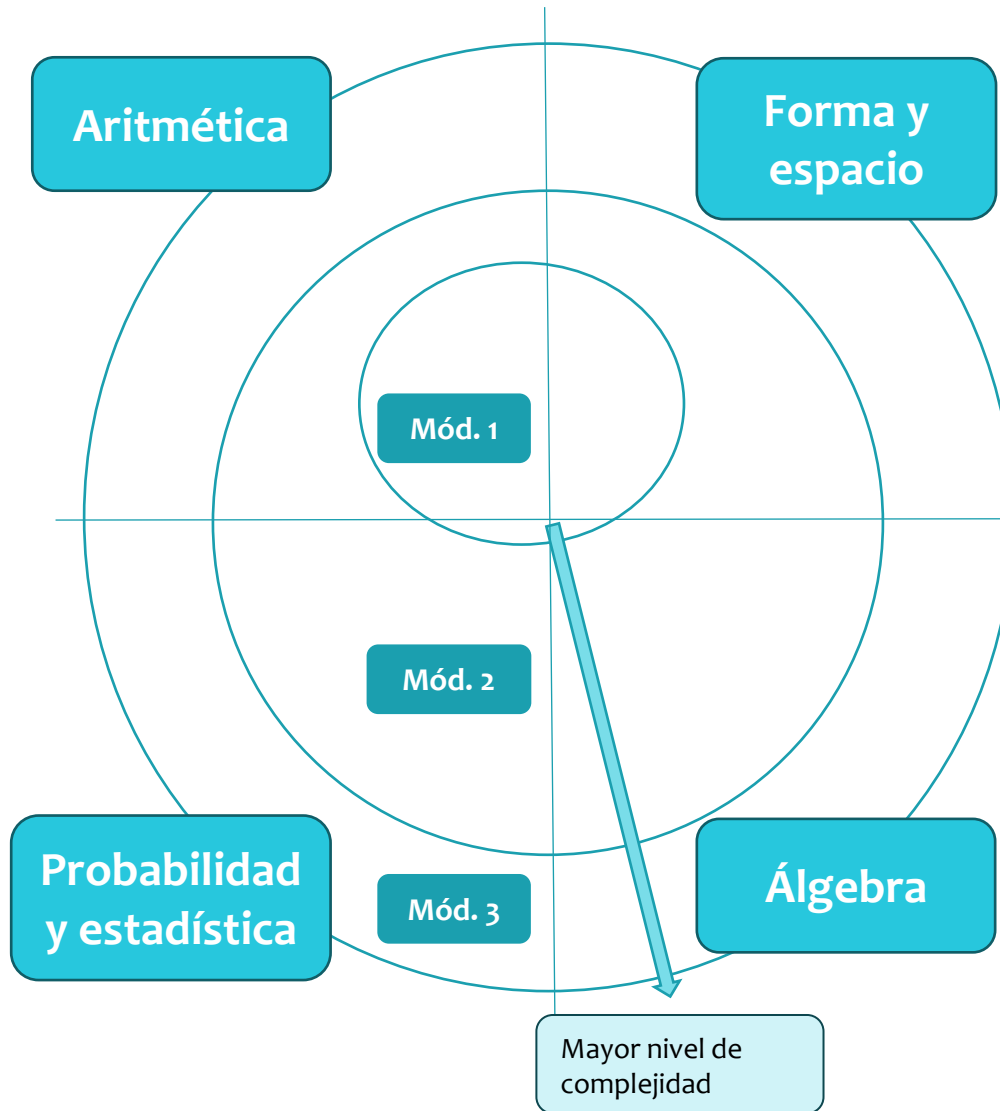 Aritmética
Forma y
espacio
Mód. 1
Mód. 2
Probabilidad
y estadística
Mód. 3
Álgebra
Mayor nivel de
complejidad